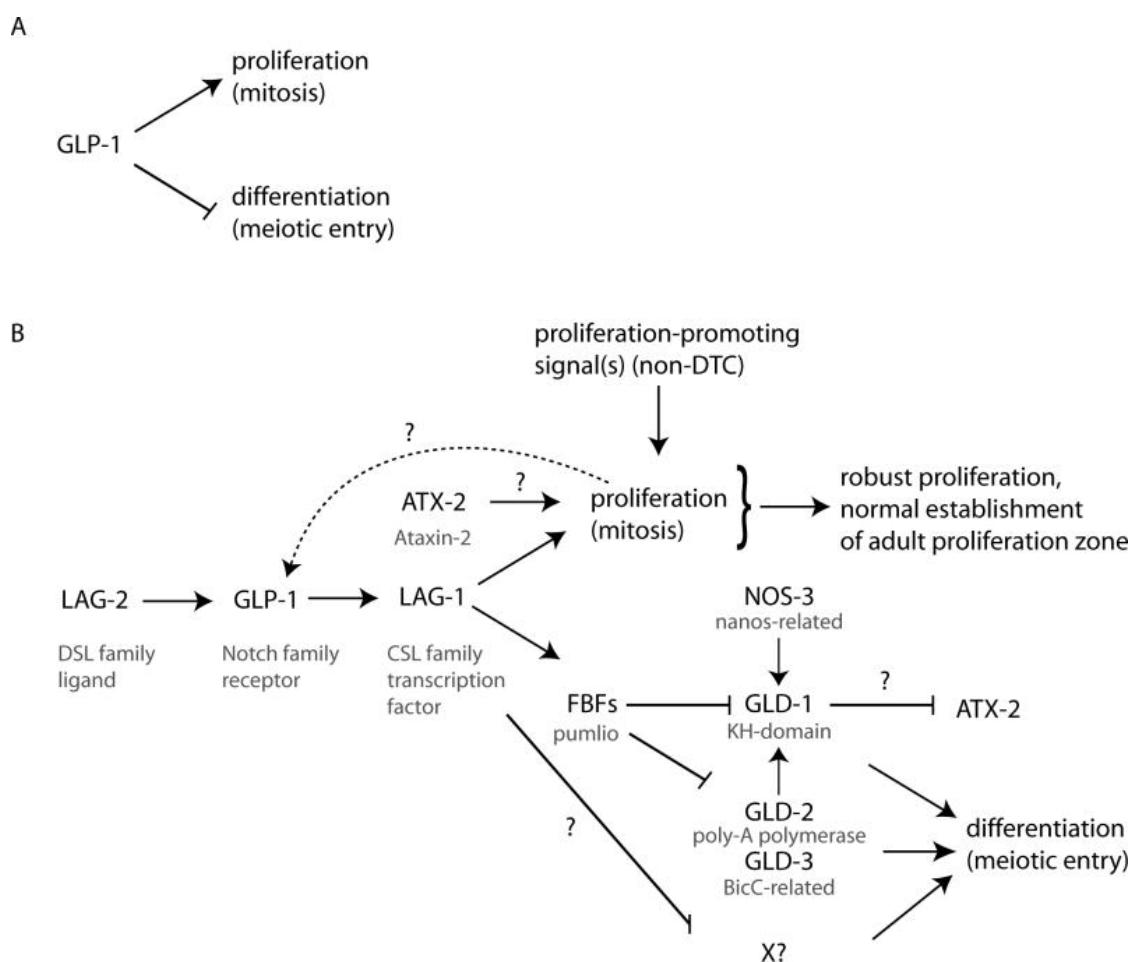 A
proliferation
(mitosis)
GLP-1
differentiation
(meiotic entry)
B
proliferation-promoting
signal(s) (non-DTC)
?
ATX-2
Ataxin-2
?
proliferation
(mitosis)
}
robust proliferation,
normal establishment
of adult proliferation zone
LAG-2
DSL family
ligand
GLP-1
Notch family
receptor
LAG-1
CSL family
transcription
factor
NOS-3
nanos-related
FBFs
pumlio
GLD-1
KH-domain
?
ATX-2
GLD-2
poly-A polymerase
GLD-3
BicC-related
differentiation
(meiotic entry)
?
X?